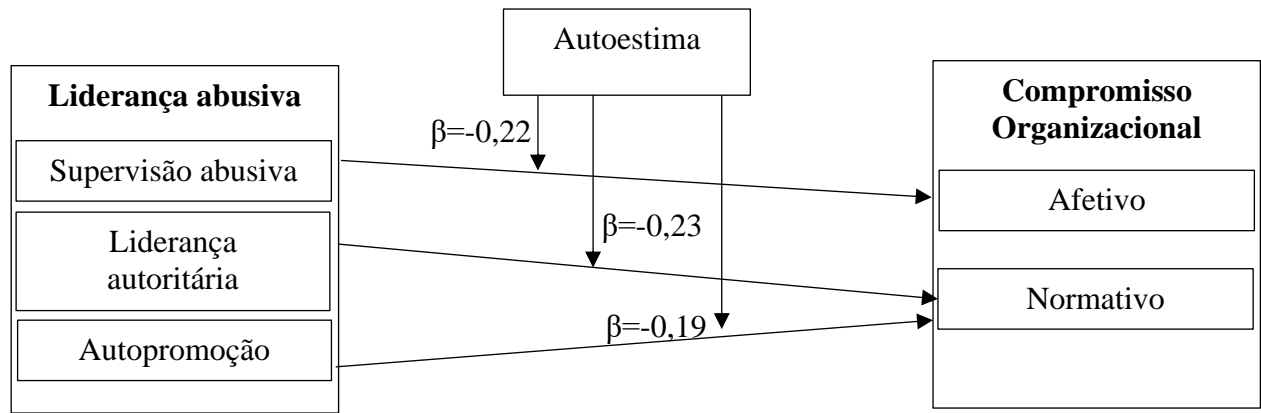 Autoestima
Liderança abusiva
Supervisão abusiva
Liderança
autoritária
Autopromoção
β=-0,22
β=-0,23
β=-0,19
Compromisso
Organizacional
Afetivo
Normativo